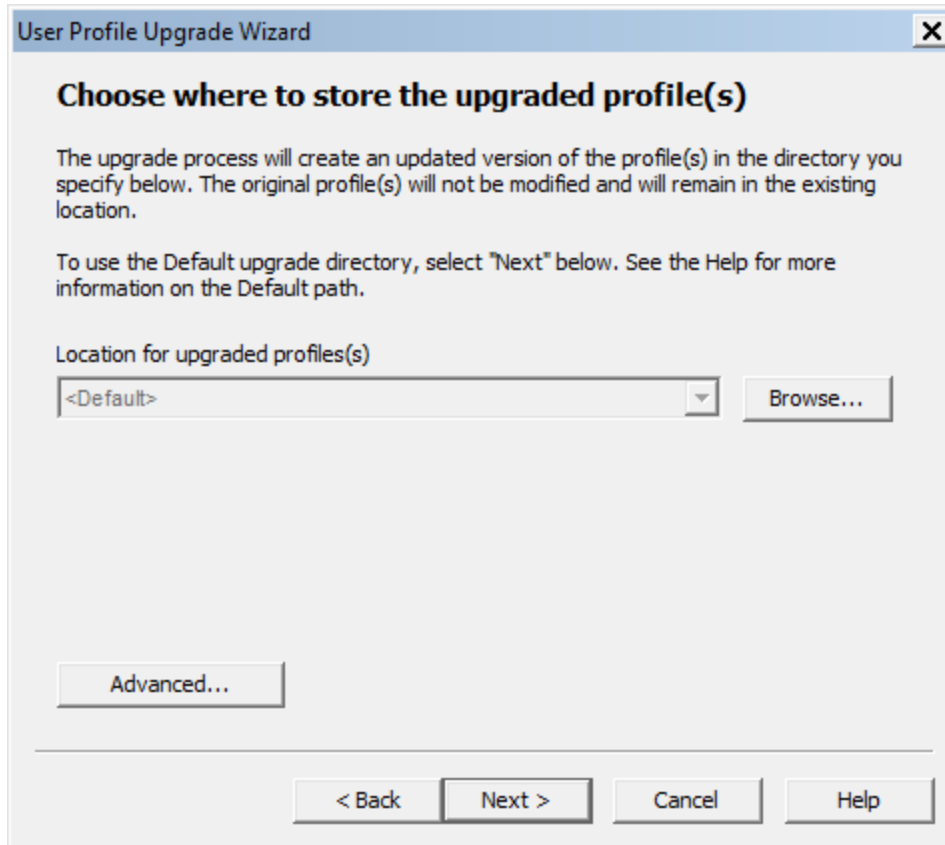 User Profile Upgrade Wizard
Choose where to store the upgraded profile(s)
The upgrade process will create an updated version of the profile(s) in the directory you
specify below. The original profile(s) will not be modified and will remain in the existing
location.
To use the Default upgrade directory, select "Next" below. See the Help for more
information on the Default path.
Location for upgraded profiles(s)
<Default>
Browse...
Advanced...
< Back
Next >
Cancel
Help